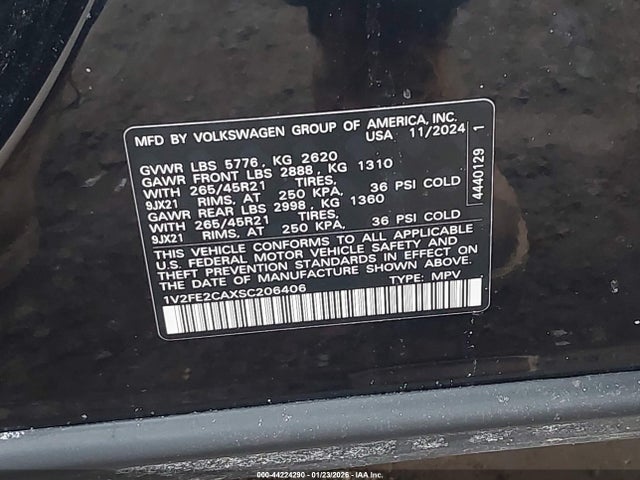 MFD BY VOLKSWAGEN GROUP OF AMERICA, INC.
USA 11/2024
GVWR LBS 5776, KG 2620
GAWR FRONT LBS 2888, KG 1310
WITH 265/45R21 TIRES,
9JX21 RIMS, AT 250 KPA, 36 PSI COLD
GAWR REAR LBS 2998, KG 1360
WITH 265/45R21 TIRES,
9JX21 RIMS, AT 250 KPA, 36 PSI COLD
THIS VEHICLE CONFORMS TO ALL APPLICABLE
U.S. FEDERAL MOTOR VEHICLE SAFETY AND
THEFT PREVENTION STANDARDS IN EFFECT ON
THE DATE OF MANUFACTURE SHOWN ABOVE.
1V2FE2CAXSC206406 TYPE: MPV
4440129 1
000-44224290 - 01/23/2026 - IAA Inc.